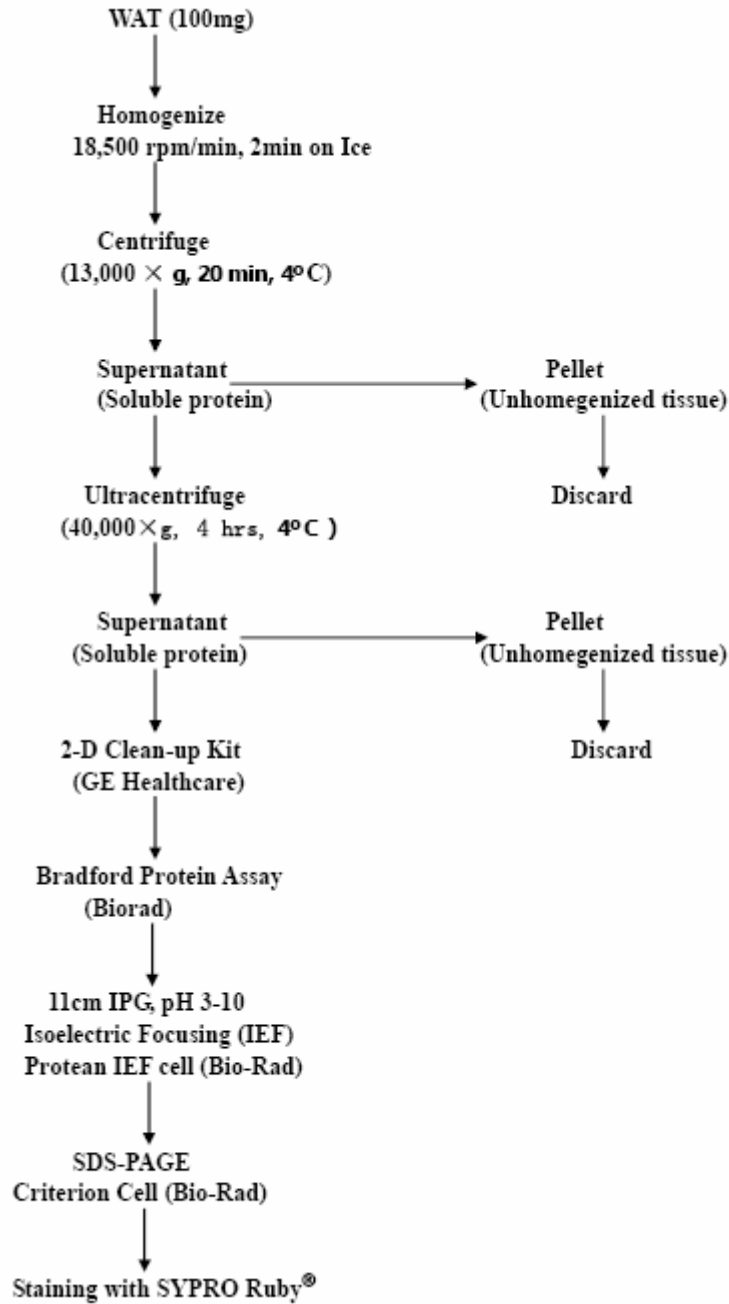 WAT (100mg)
Homogenize
18,500 rpm/min, 2min on Ice
Centrifuge
(13,000 × g, 20 min, 4ºC)
Supernatant
(Soluble protein)
Pellet
(Unhomegenized tissue)
Discard
Ultracentrifuge
(40,000×g, 4 hrs, 4ºC )
Supernatant
(Soluble protein)
Pellet
(Unhomegenized tissue)
Discard
2-D Clean-up Kit
(GE Healthcare)
Bradford Protein Assay
(Biorad)
11cm IPG, pH 3-10
Isoelectric Focusing (IEF)
Protean IEF cell (Bio-Rad)
SDS-PAGE
Criterion Cell (Bio-Rad)
Staining with SYPRO Ruby®